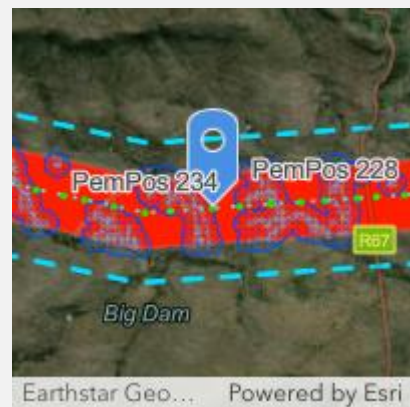 PemPos 228
PemPos 234
R67
Big Dam
Earthstar Geo... Powered by Esri